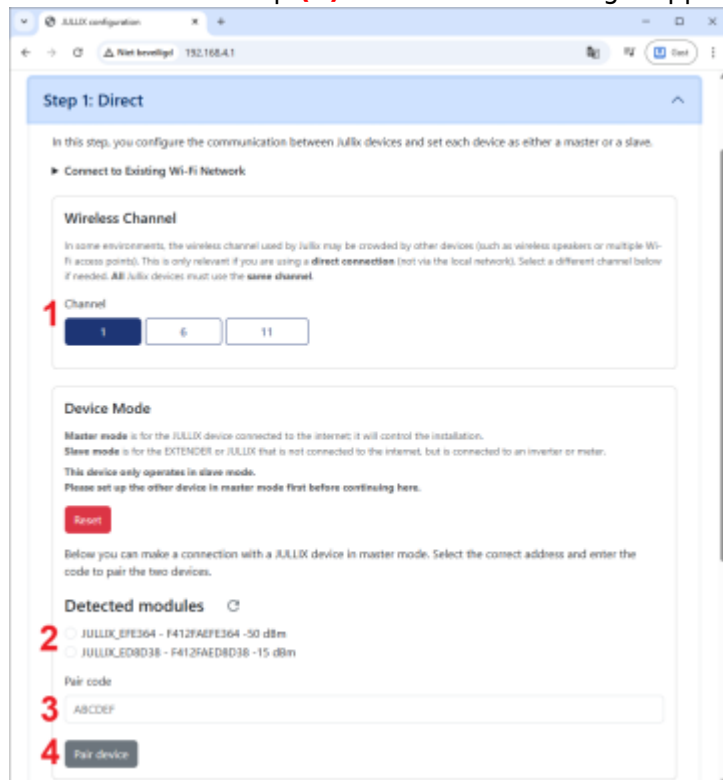 JULLIX configuration
Niet beveiligd 192.168.4.1
Step 1: Direct
In this step, you configure the communication between Jullix devices and set each device as either a master or a slave.
Connect to Existing Wi-Fi Network
Wireless Channel
In some environments, the wireless channel used by Jullix may be crowded by other devices (such as wireless speakers or multiple Wi-
Fi access points). This is only relevant if you are using a direct connection (not via the local network). Select a different channel below
if needed. All Jullix devices must use the same channel.
Channel
1
1 6 11
Device Mode
Master mode is for the JULLIX device connected to the internet; it will control the installation.
Slave mode is for the EXTENDER or JULLIX that is not connected to the internet, but is connected to an inverter or meter.
This device only operates in slave mode.
Please set up the other device in master mode first before continuing here.
Reset
Below you can make a connection with a JULLIX device in master mode. Select the correct address and enter the
code to pair the two devices.
Detected modules
2
JULLIX_EFE364 - F412FAEFE364 -50 dBm
JULLIX_ED8D38 - F412FAED8D38 -15 dBm
Pair code
3 ABCDEF
4 Pair device